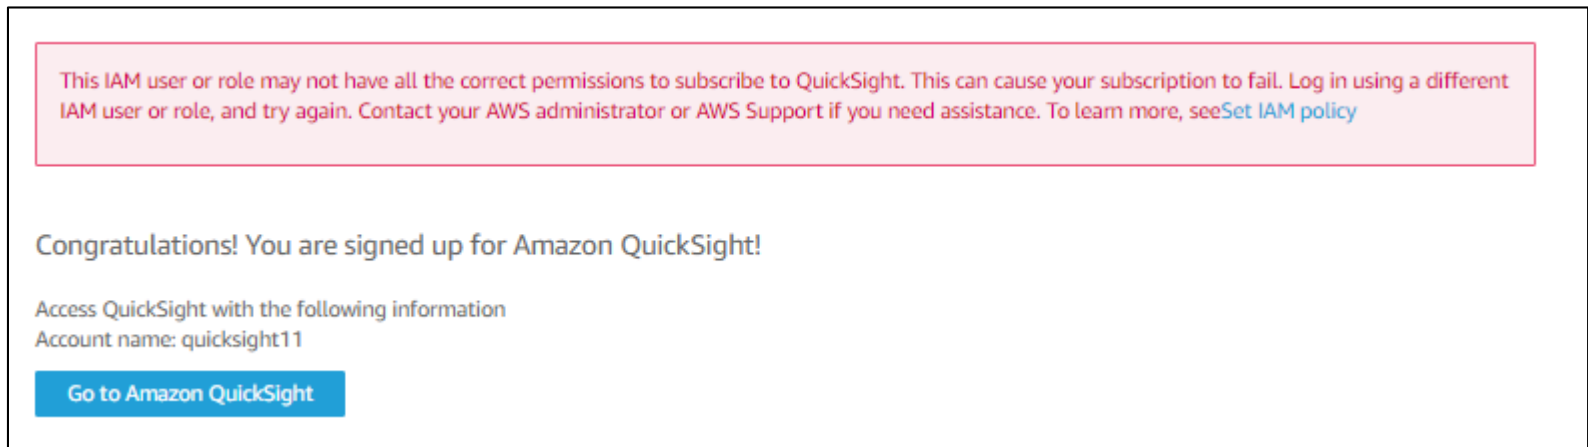 This IAM user or role may not have all the correct permissions to subscribe to QuickSight. This can cause your subscription to fail. Log in using a different
IAM user or role, and try again. Contact your AWS administrator or AWS Support if you need assistance. To learn more, seeSet IAM policy
Congratulations! You are signed up for Amazon QuickSight!
Access QuickSight with the following information
Account name: quicksight11
Go to Amazon QuickSight